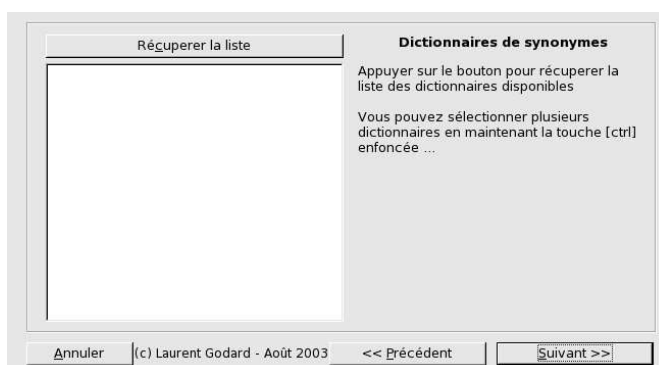 Récuperer la liste
Dictionnaires de synonymes
Appuyer sur le bouton pour récuperer la
liste des dictionnaires disponibles
Vous pouvez sélectionner plusieurs
dictionnaires en maintenant la touche [ctrl]
enfoncée ...
Annuler
(c) Laurent Godard - Août 2003
<< Précédent
Suivant >>